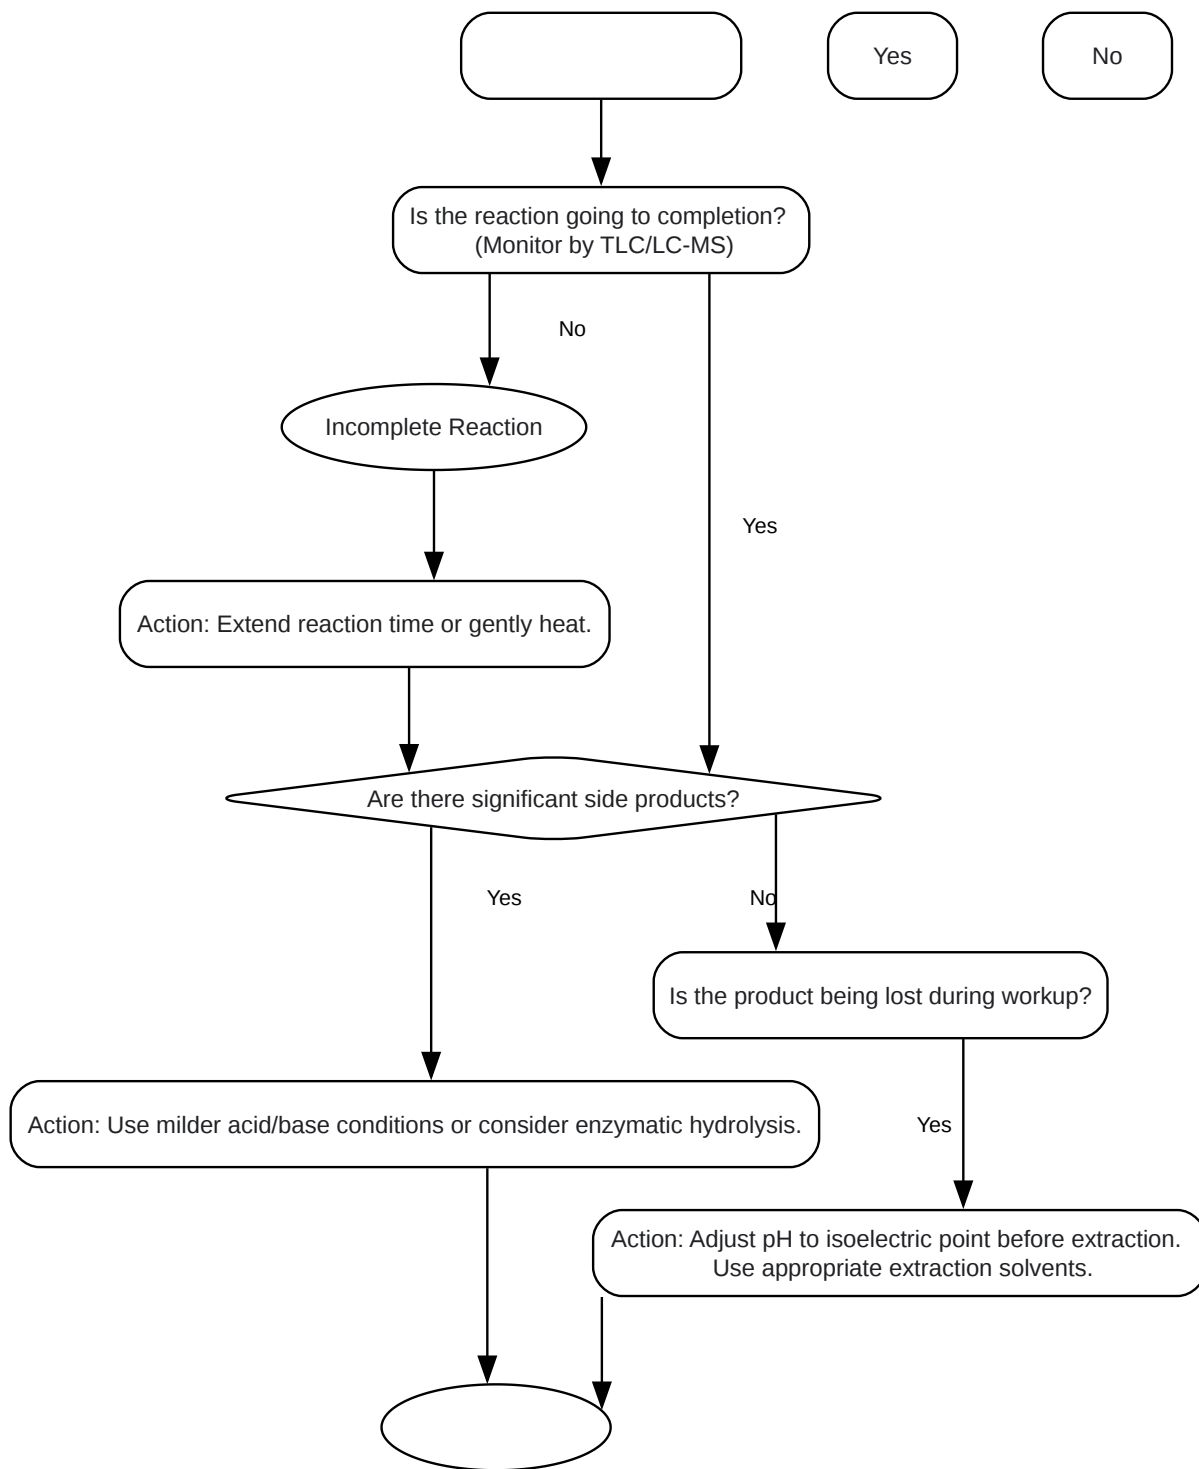 Yes
No
Is the reaction going to completion?
(Monitor by TLC/LC-MS)
No
Incomplete Reaction
Yes
Action: Extend reaction time or gently heat.
Are there significant side products?
Yes
No
Is the product being lost during workup?
Action: Use milder acid/base conditions or consider enzymatic hydrolysis.
Yes
Action: Adjust pH to isoelectric point before extraction.
Use appropriate extraction solvents.